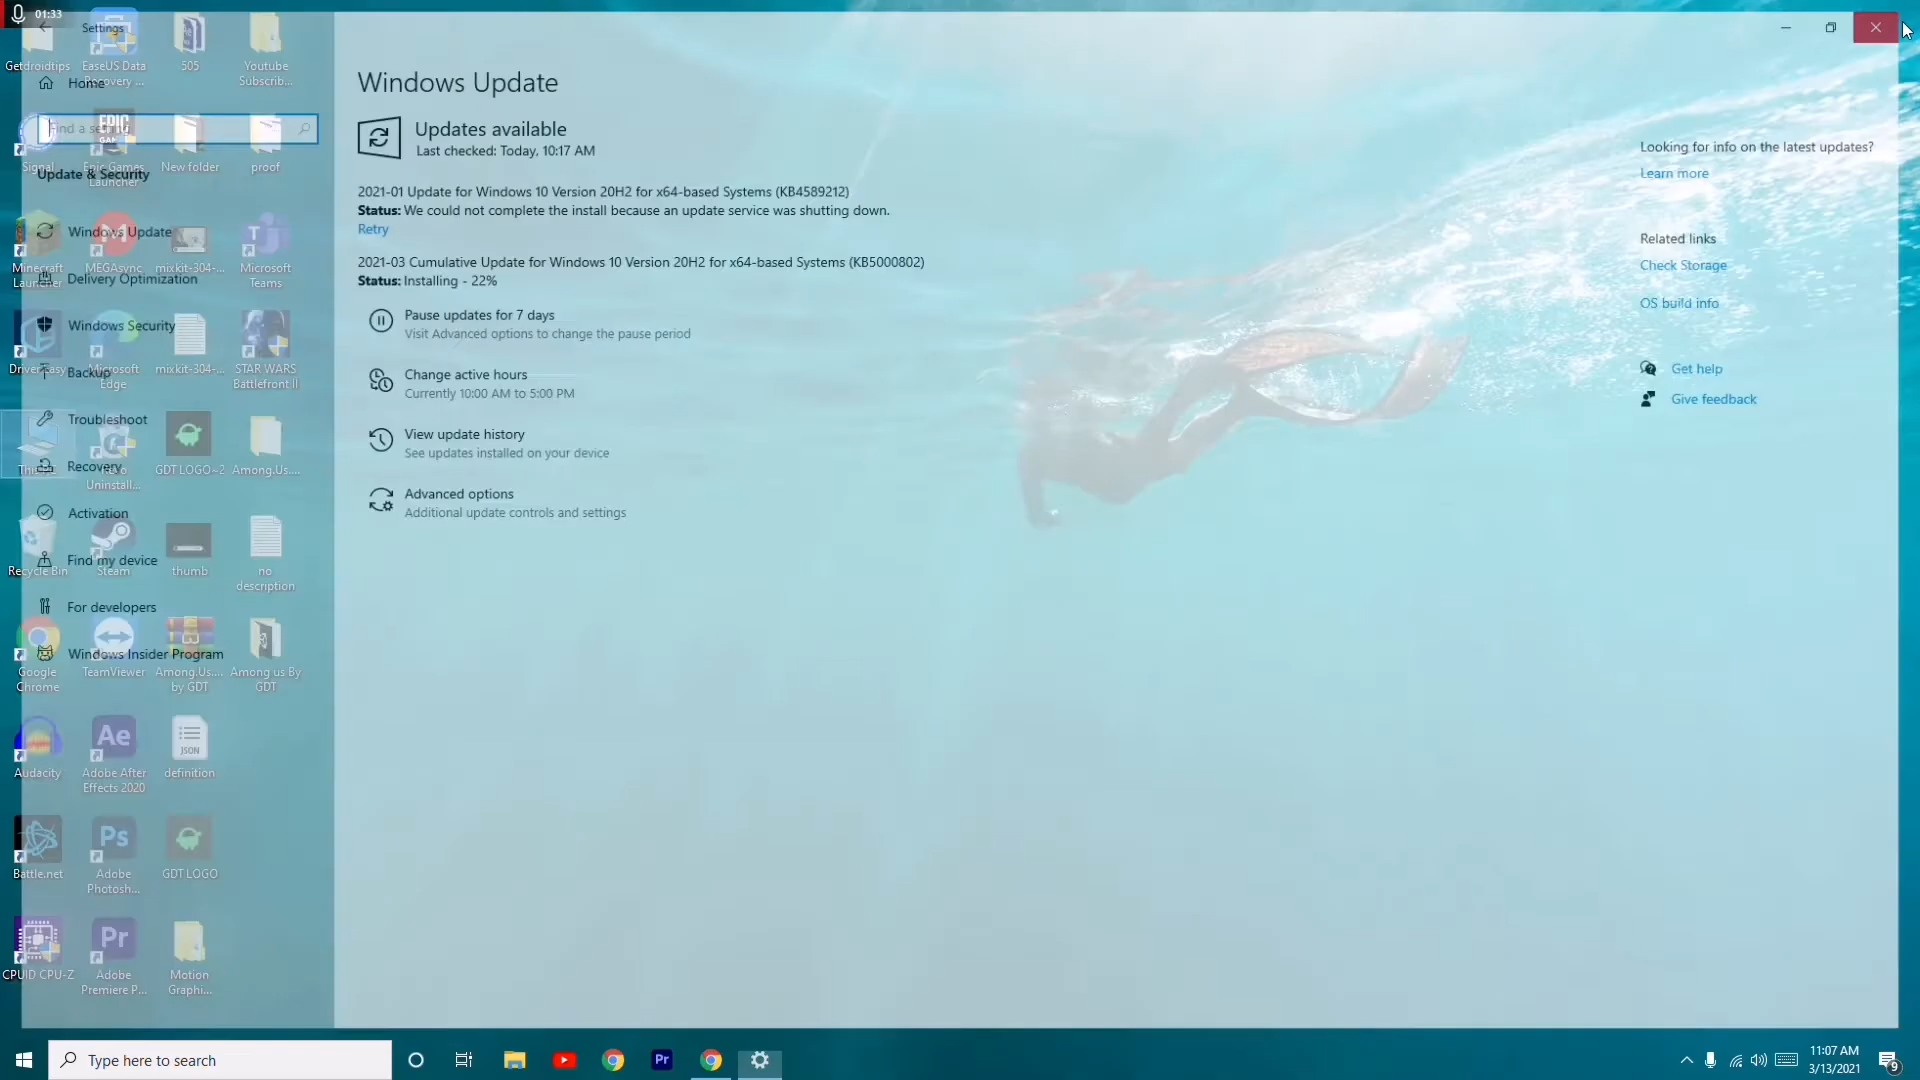 01:33
Settings
Getdroidtips
EaseUS Data
Recovery ...
505
Youtube
Subscrib...
Home
Find a setting
Signal
Epic Games
Launcher
New folder
proof
Update & Security
Windows Update
Minecraft
Launcher
MEGAsync
mixkit-304-...
Microsoft
Teams
Delivery Optimization
Windows Security
Driver Easy
Microsoft
Edge
mixkit-304-...
STAR WARS
Battlefront II
Backup
Troubleshoot
Recovery
Uninstall...
GDT LOGO~2
Among.Us....
Activation
Find my device
Recycle Bin
Steam
thumb
no
description
For developers
Windows Insider Program
Google
Chrome
TeamViewer
Among.Us....
by GDT
Among us By
GDT
Ae
JSON
Audacity
Adobe After
Effects 2020
definition
Ps
Battle.net
Adobe
Photosh...
GDT LOGO
Pr
CPUID CPU-Z
Adobe
Premiere P...
Motion
Graphi...
Windows Update
Updates available
Last checked: Today, 10:17 AM
2021-01 Update for Windows 10 Version 20H2 for x64-based Systems (KB4589212)
Status: We could not complete the install because an update service was shutting down.
Retry
2021-03 Cumulative Update for Windows 10 Version 20H2 for x64-based Systems (KB5000802)
Status: Installing - 22%
Pause updates for 7 days
Visit Advanced options to change the pause period
Change active hours
Currently 10:00 AM to 5:00 PM
View update history
See updates installed on your device
Advanced options
Additional update controls and settings
Looking for info on the latest updates?
Learn more
Related links
Check Storage
OS build info
Get help
Give feedback
Type here to search
Pr
11:07 AM
3/13/2021
9